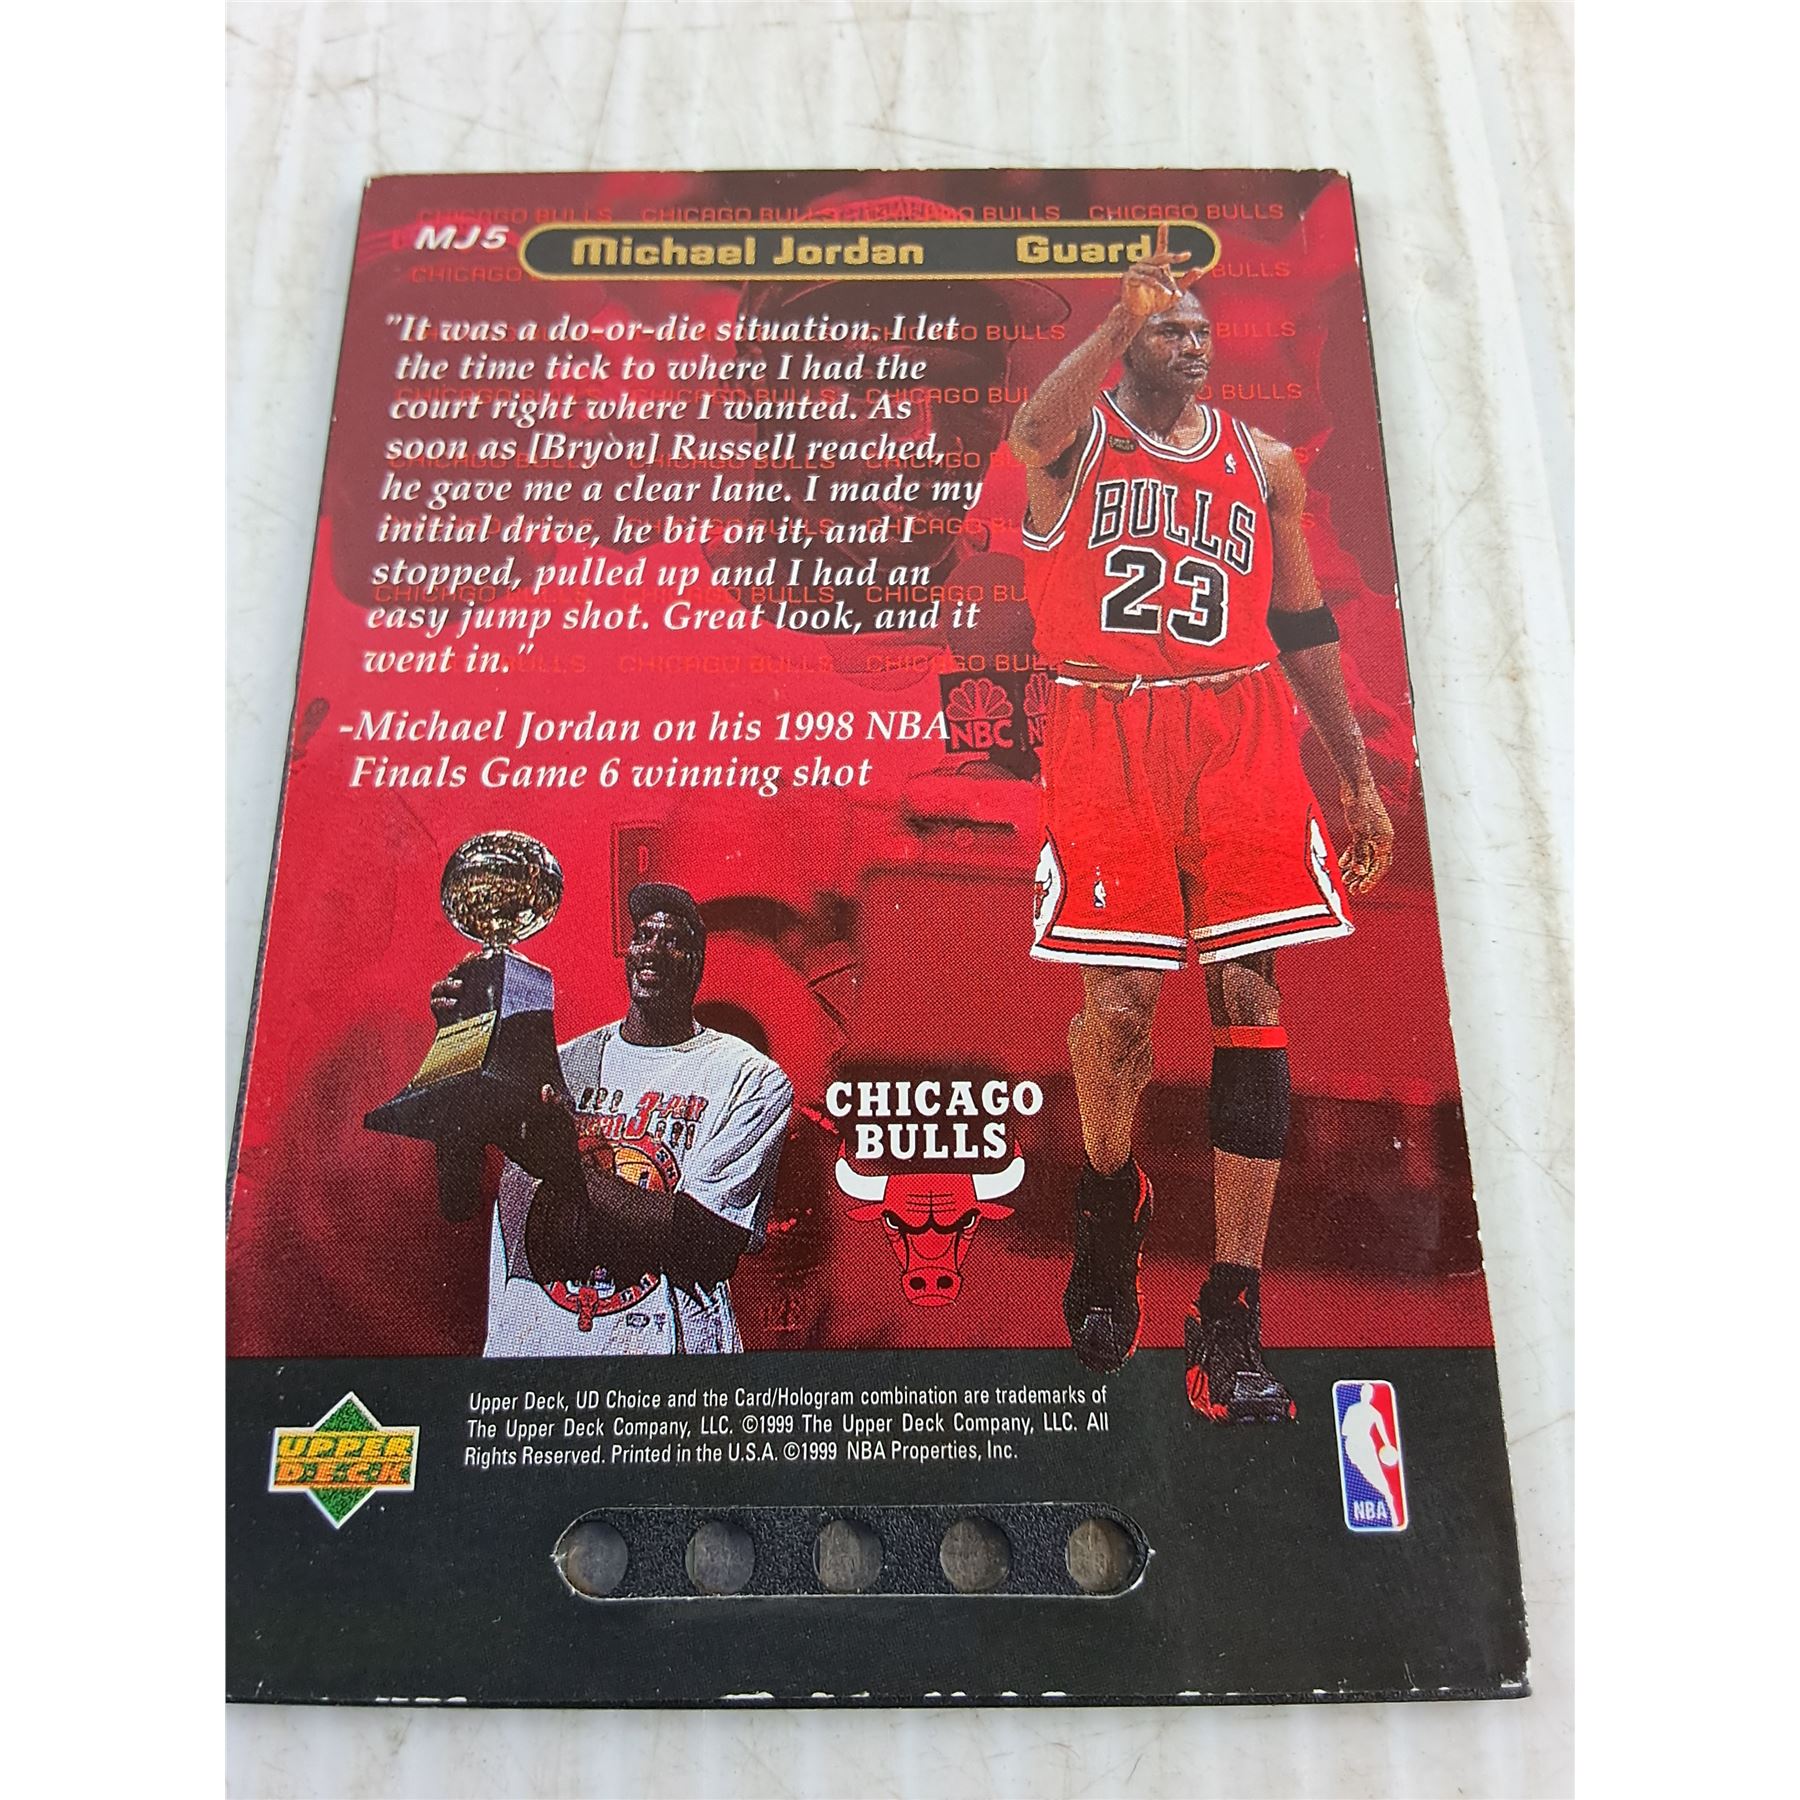 CHICAGO BULLS CHICAGO BULLS CHICAGO BULLS CHICAGO BULLS
MJ5 Michael Jordan Guard
CHICAGO BULLS
"It was a do-or-die situation. I let
the time tick to where I had the
court right where I wanted. As
soon as [Bryon] Russell reached,
he gave me a clear lane. I made my
initial drive, he bit on it, and I
stopped, pulled up and I had an
easy jump shot. Great look, and it
went in."
-Michael Jordan on his 1998 NBA
Finals Game 6 winning shot
BULLS
23
NBC
CHICAGO
BULLS
UPPER
DECK
Upper Deck, UD Choice and the Card/Hologram combination are trademarks of
The Upper Deck Company, LLC. ©1999 The Upper Deck Company, LLC. All
Rights Reserved. Printed in the U.S.A. ©1999 NBA Properties, Inc.
NBA